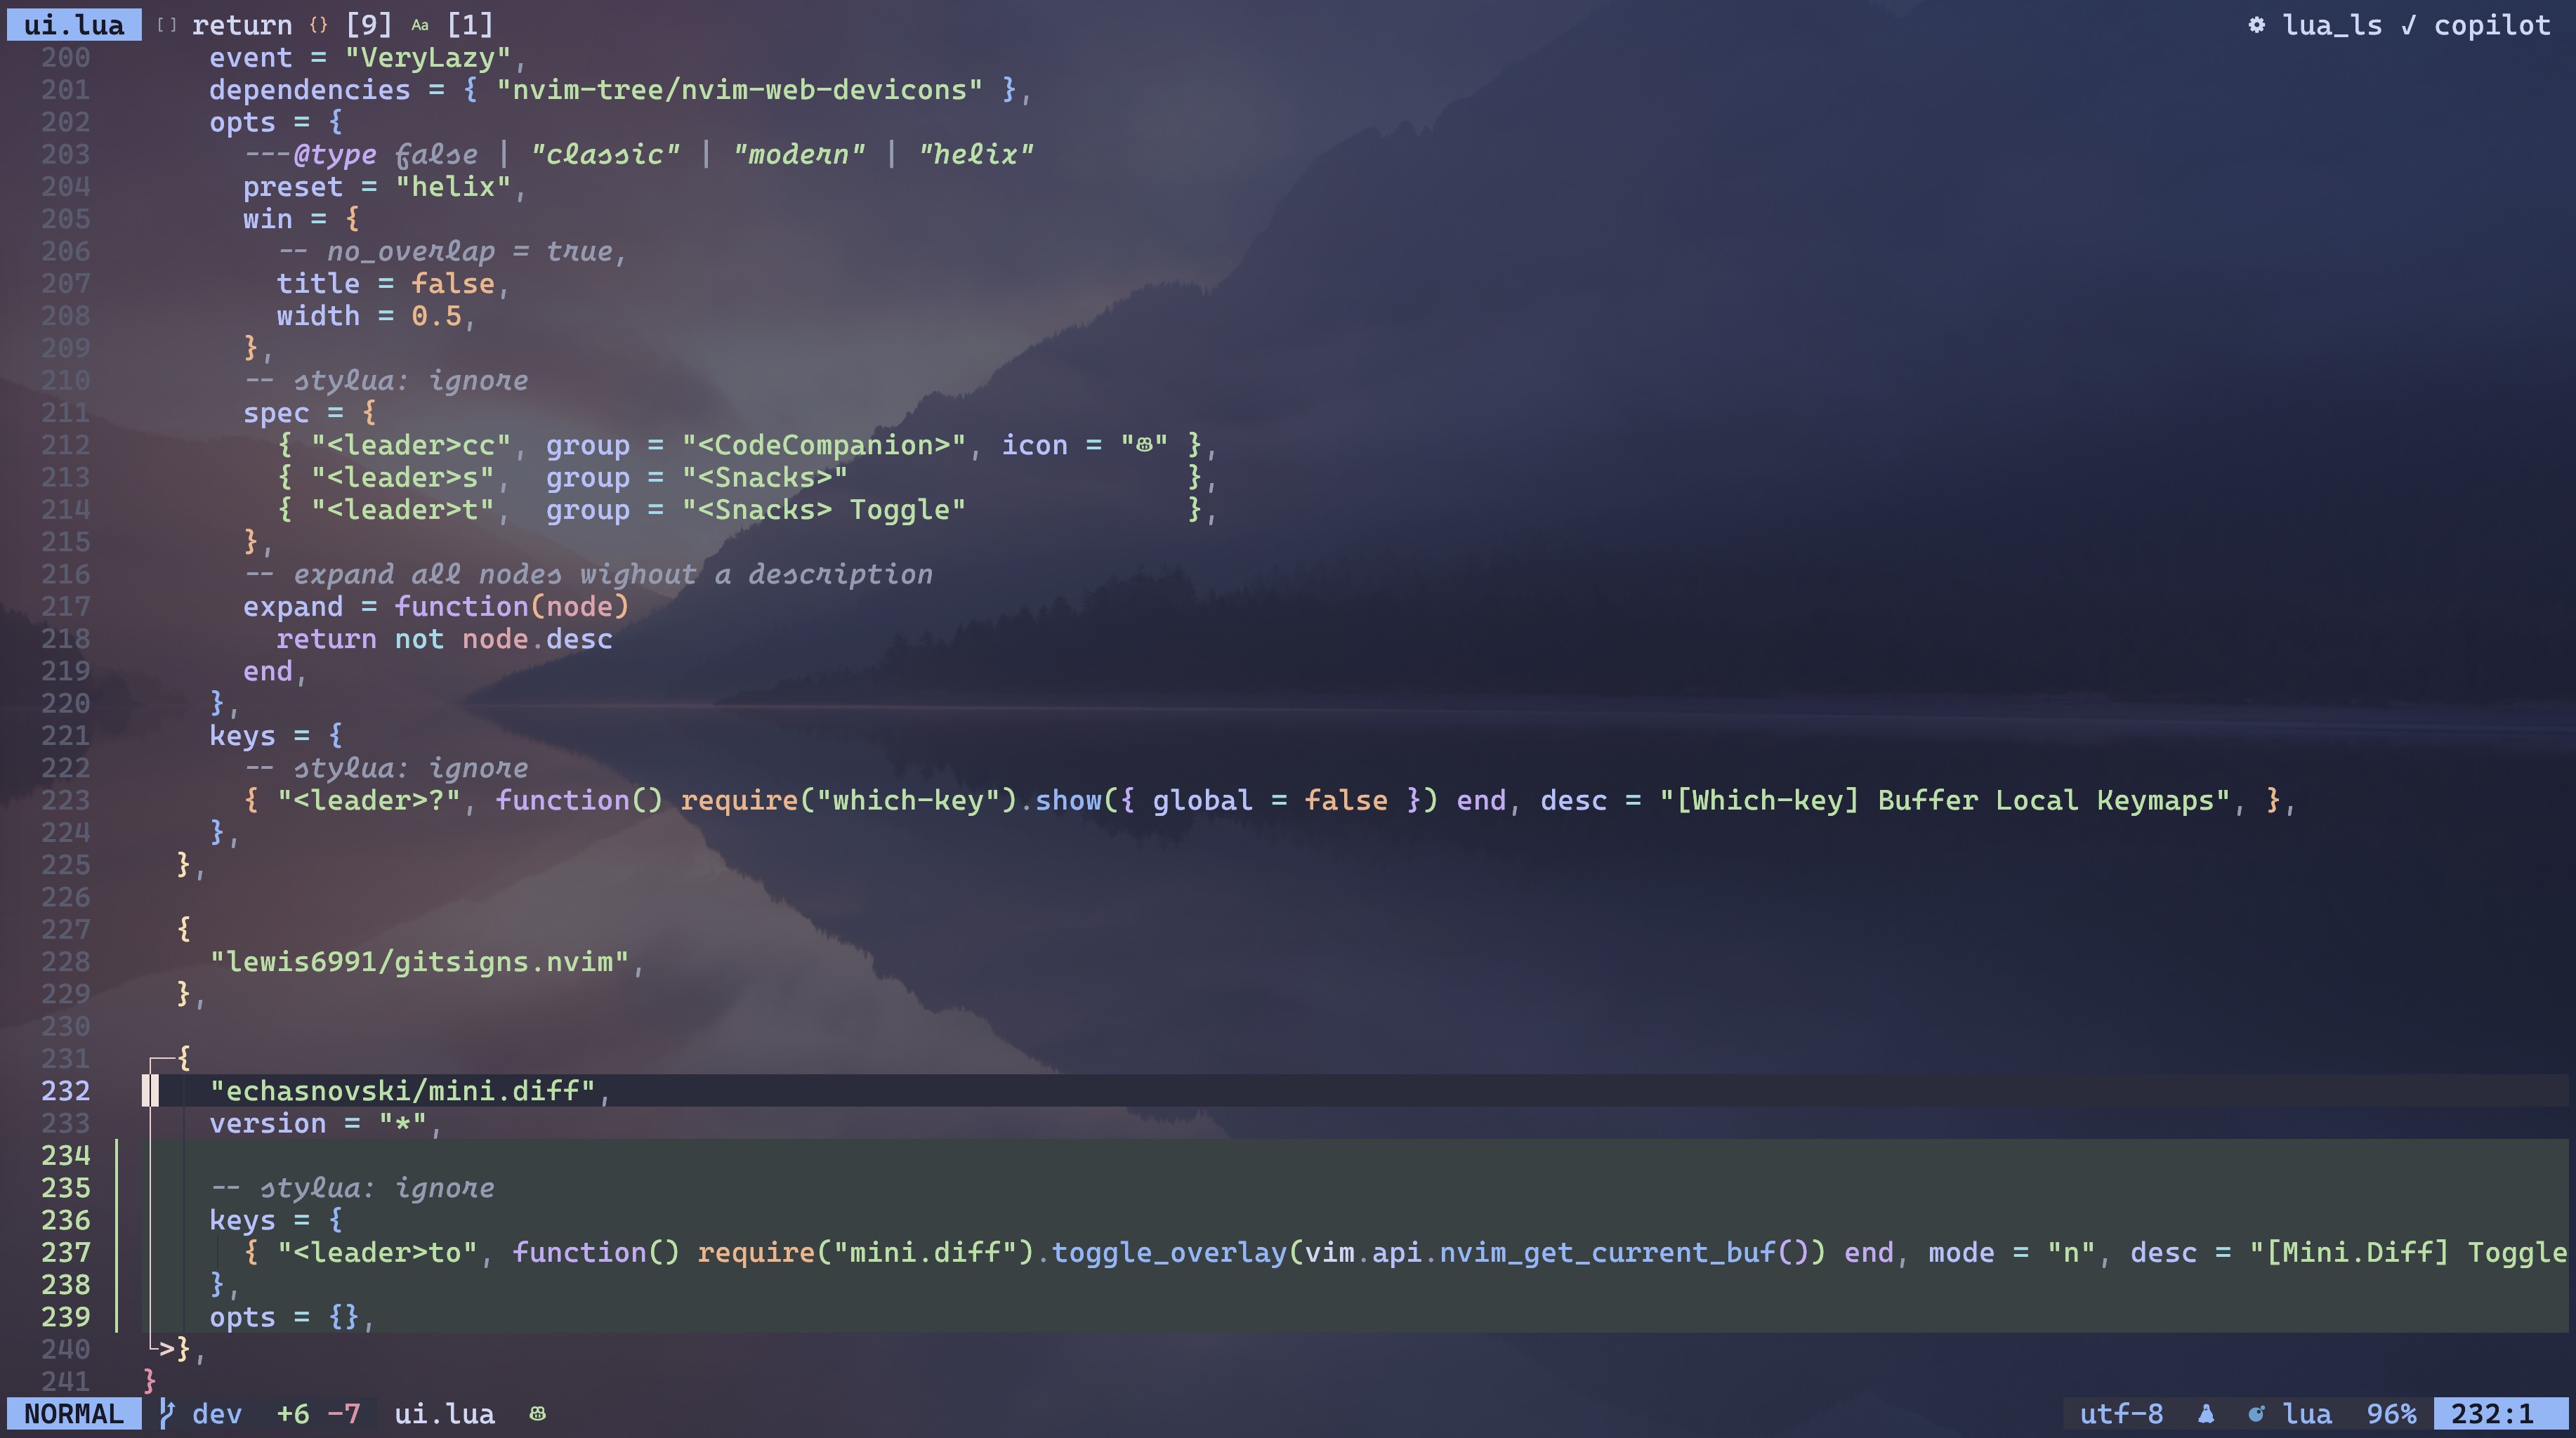 ui.lua [] return {} [9] Aa [1] lua_ls ✓ copilot
200 event = "VeryLazy",
201 dependencies = { "nvim-tree/nvim-web-devicons" },
202 opts = {
203 ---@type false | "classic" | "modern" | "helix"
204 preset = "helix",
205 win = {
206 -- no_overlap = true,
207 title = false,
208 width = 0.5,
209 },
210 -- stylua: ignore
211 spec = {
212 { "<leader>cc", group = "<CodeCompanion>", icon = "" },
213 { "<leader>s",  group = "<Snacks>" },
214 { "<leader>t",  group = "<Snacks> Toggle" },
215 },
216 -- expand all nodes wighout a description
217 expand = function(node)
218 return not node.desc
219 end,
220 },
221 keys = {
222 -- stylua: ignore
223 { "<leader>?", function() require("which-key").show({ global = false }) end, desc = "[Which-key] Buffer Local Keymaps", },
224 },
225 },
226
227 {
228 "lewis6991/gitsigns.nvim",
229 },
230
231 {
232 "echasnovski/mini.diff",
233 version = "*",
234
235 -- stylua: ignore
236 keys = {
237 { "<leader>to", function() require("mini.diff").toggle_overlay(vim.api.nvim_get_current_buf()) end, mode = "n", desc = "[Mini.Diff] Toggle
238 },
239 opts = {},
240 >},
241 }
NORMAL dev +6 -7 ui.lua utf-8 lua 96% 232:1